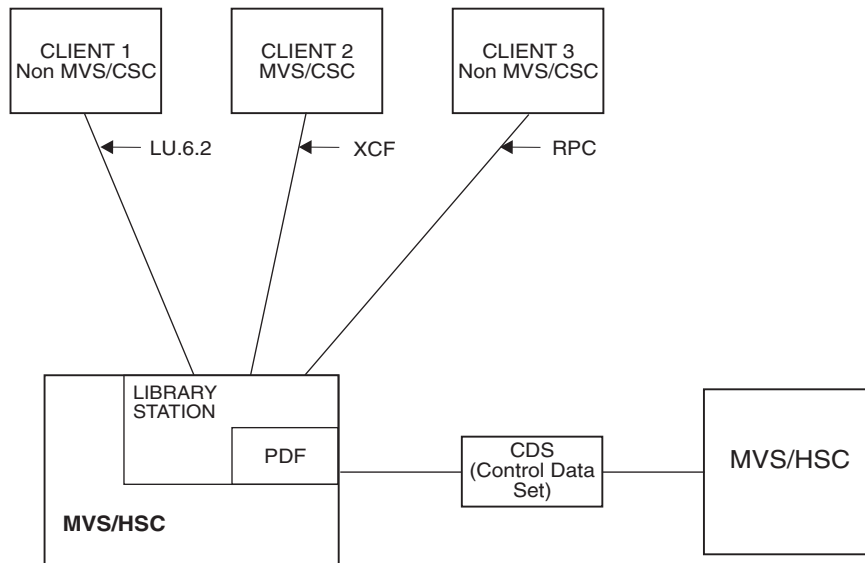 CLIENT 1
Non MVS/CSC
CLIENT 2
MVS/CSC
CLIENT 3
Non MVS/CSC
LU.6.2
XCF
RPC
LIBRARY
STATION
PDF
MVS/HSC
CDS
(Control Data
Set)
MVS/HSC